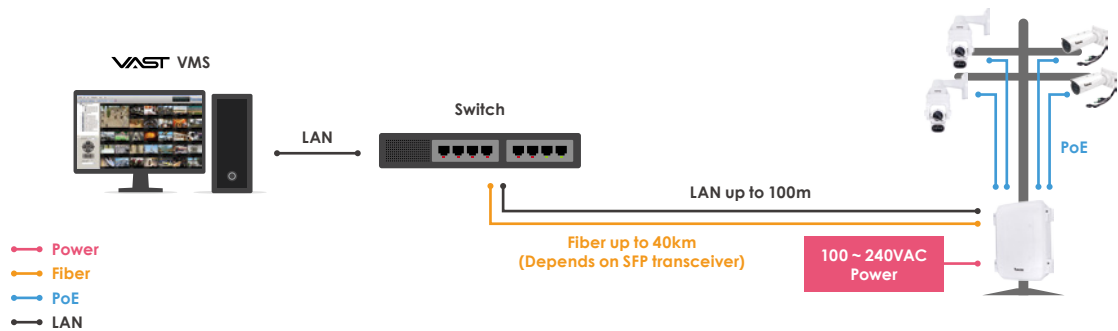 VAST VMS
Switch
LAN
PoE
LAN up to 100m
Fiber up to 40km
(Depends on SFP transceiver)
100 ~ 240VAC
Power
Power
Fiber
PoE
LAN